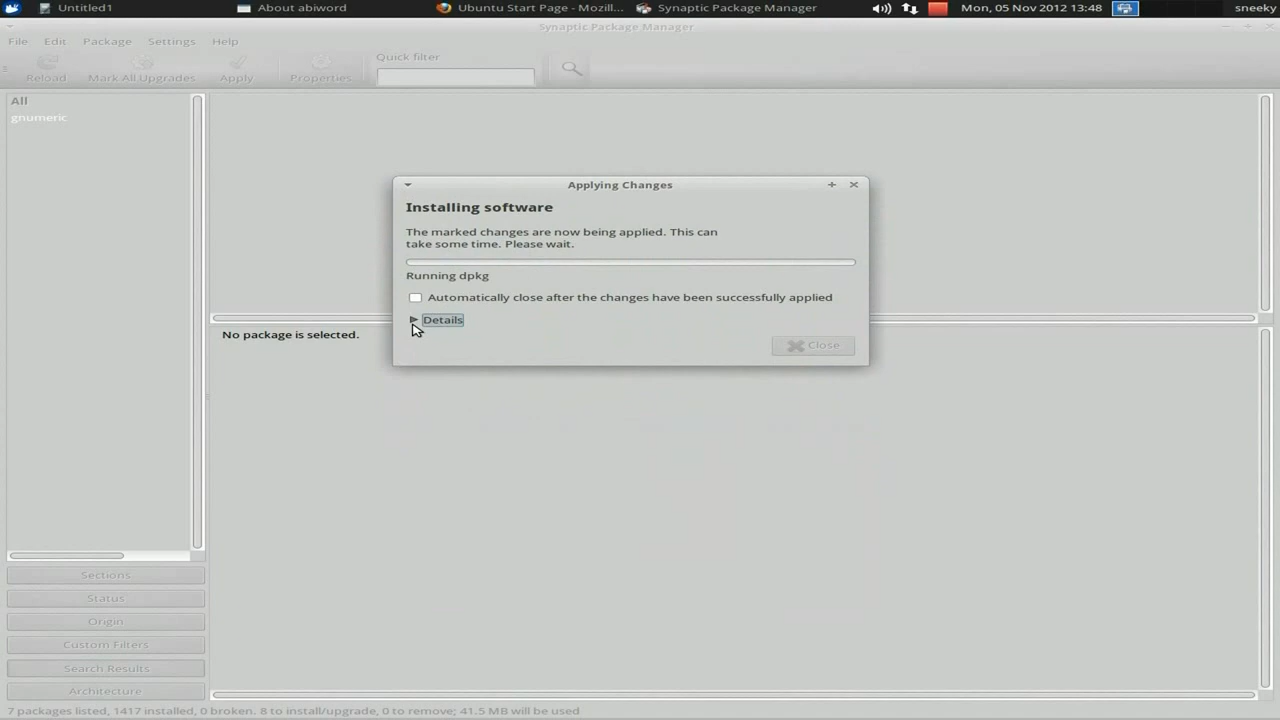 Untitled1
About abiword
Ubuntu Start Page - Mozill...
Synaptic Package Manager
Mon, 05 Nov 2012 13:48
sneeky
Synaptic Package Manager
File Edit Package Settings Help
Reload
Mark All Upgrades
Apply
Properties
Quick filter
All
gnumeric
Applying Changes
Installing software
The marked changes are now being applied. This can
take some time. Please wait.
Running dpkg
Automatically close after the changes have been successfully applied
Details
Close
No package is selected.
Sections
Status
Origin
Custom Filters
Search Results
Architecture
7 packages listed, 1417 installed, 0 broken. 8 to install/upgrade, 0 to remove; 41.5 MB will be used